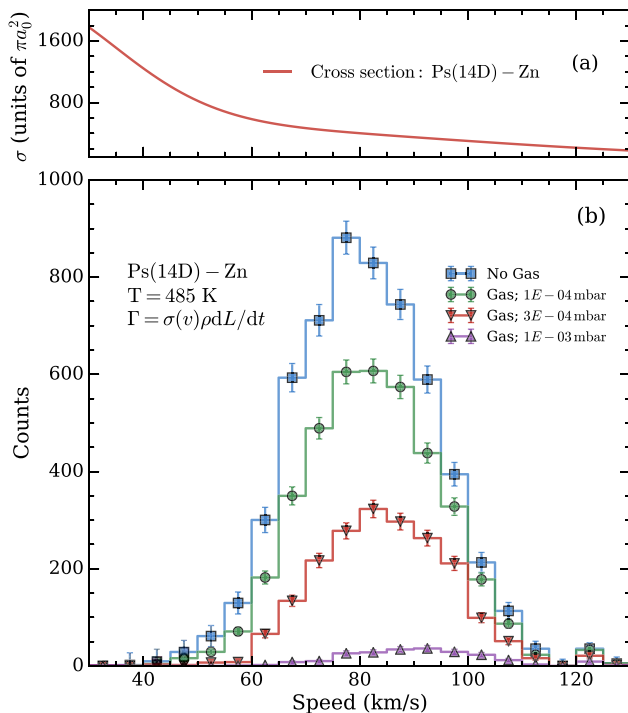 1600
800
σ (units of πa₀²)
Cross section: Ps(14D) − Zn
(a)
(b)
1000
800
600
400
200
0
Counts
Ps(14D) − Zn
T = 485 K
Γ = σ(v)ρdL/dt
No Gas
Gas; 1E − 04 mbar
Gas; 3E − 04 mbar
Gas; 1E − 03 mbar
40 60 80 100 120
Speed (km/s)